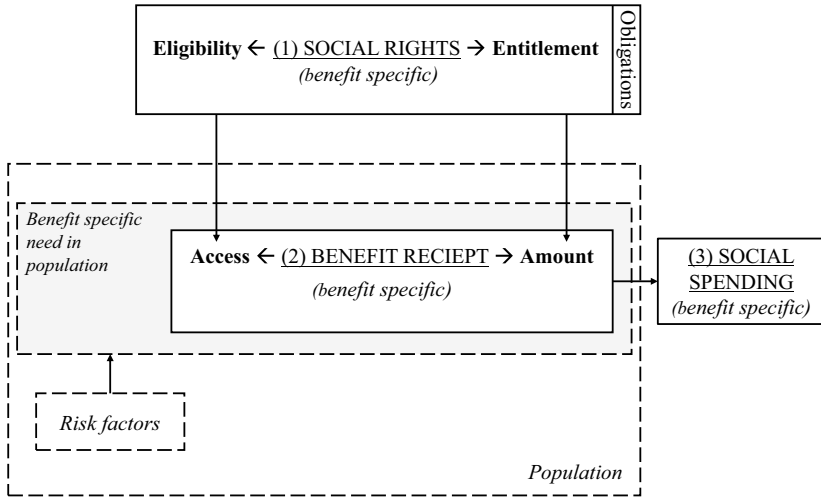 Eligibility ← (1) SOCIAL RIGHTS → Entitlement
(benefit specific)
Obligations
Benefit specific
need in
population
Access ← (2) BENEFIT RECIEPT → Amount
(benefit specific)
(3) SOCIAL
SPENDING
(benefit specific)
Risk factors
Population